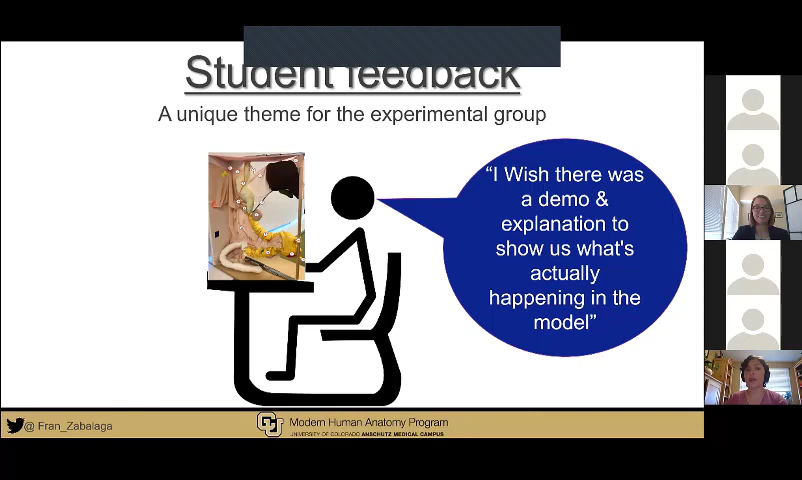 Student feedback
A unique theme for the experimental group
“I Wish there was
a demo &
explanation to
show us what's
actually
happening in the
model”
@ Fran_Zabalaga
Modern Human Anatomy Program
UNIVERSITY OF COLORADO ANSCHUTZ MEDICAL CAMPUS